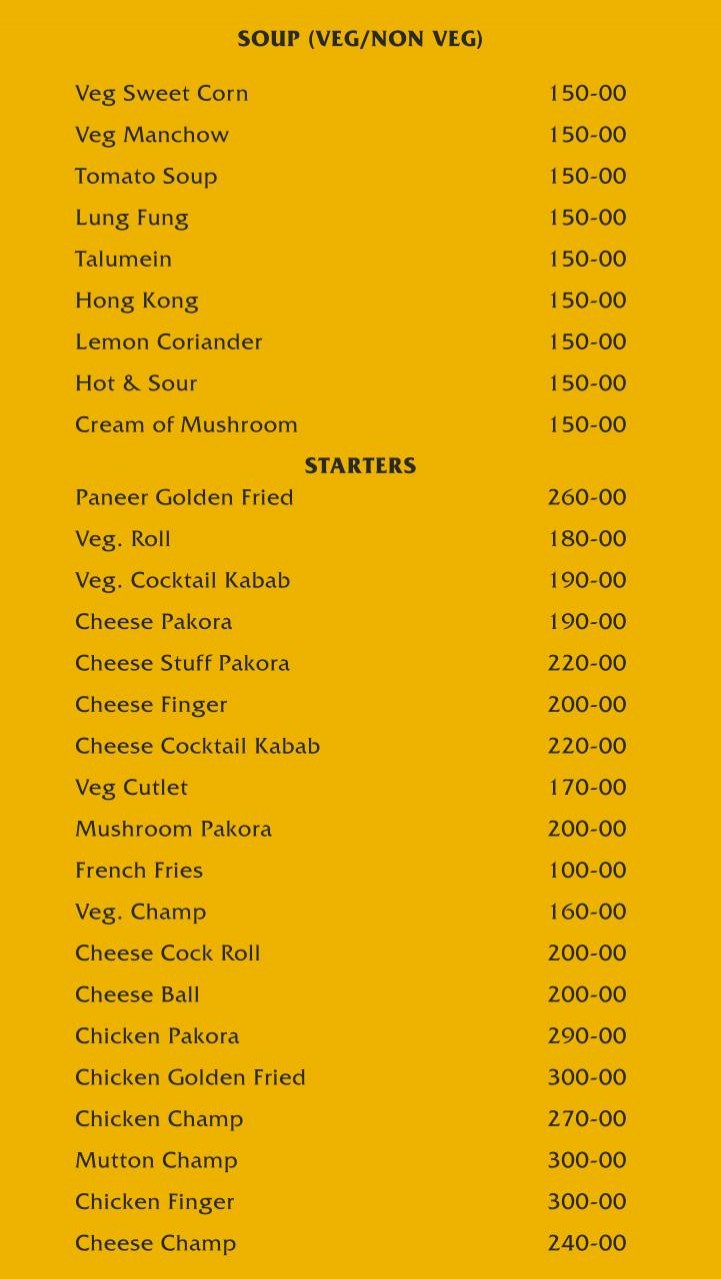 SOUP (VEG/NON VEG)
Veg Sweet Corn 150-00
Veg Manchow 150-00
Tomato Soup 150-00
Lung Fung 150-00
Talumein 150-00
Hong Kong 150-00
Lemon Coriander 150-00
Hot & Sour 150-00
Cream of Mushroom 150-00
STARTERS
Paneer Golden Fried 260-00
Veg. Roll 180-00
Veg. Cocktail Kabab 190-00
Cheese Pakora 190-00
Cheese Stuff Pakora 220-00
Cheese Finger 200-00
Cheese Cocktail Kabab 220-00
Veg Cutlet 170-00
Mushroom Pakora 200-00
French Fries 100-00
Veg. Champ 160-00
Cheese Cock Roll 200-00
Cheese Ball 200-00
Chicken Pakora 290-00
Chicken Golden Fried 300-00
Chicken Champ 270-00
Mutton Champ 300-00
Chicken Finger 300-00
Cheese Champ 240-00